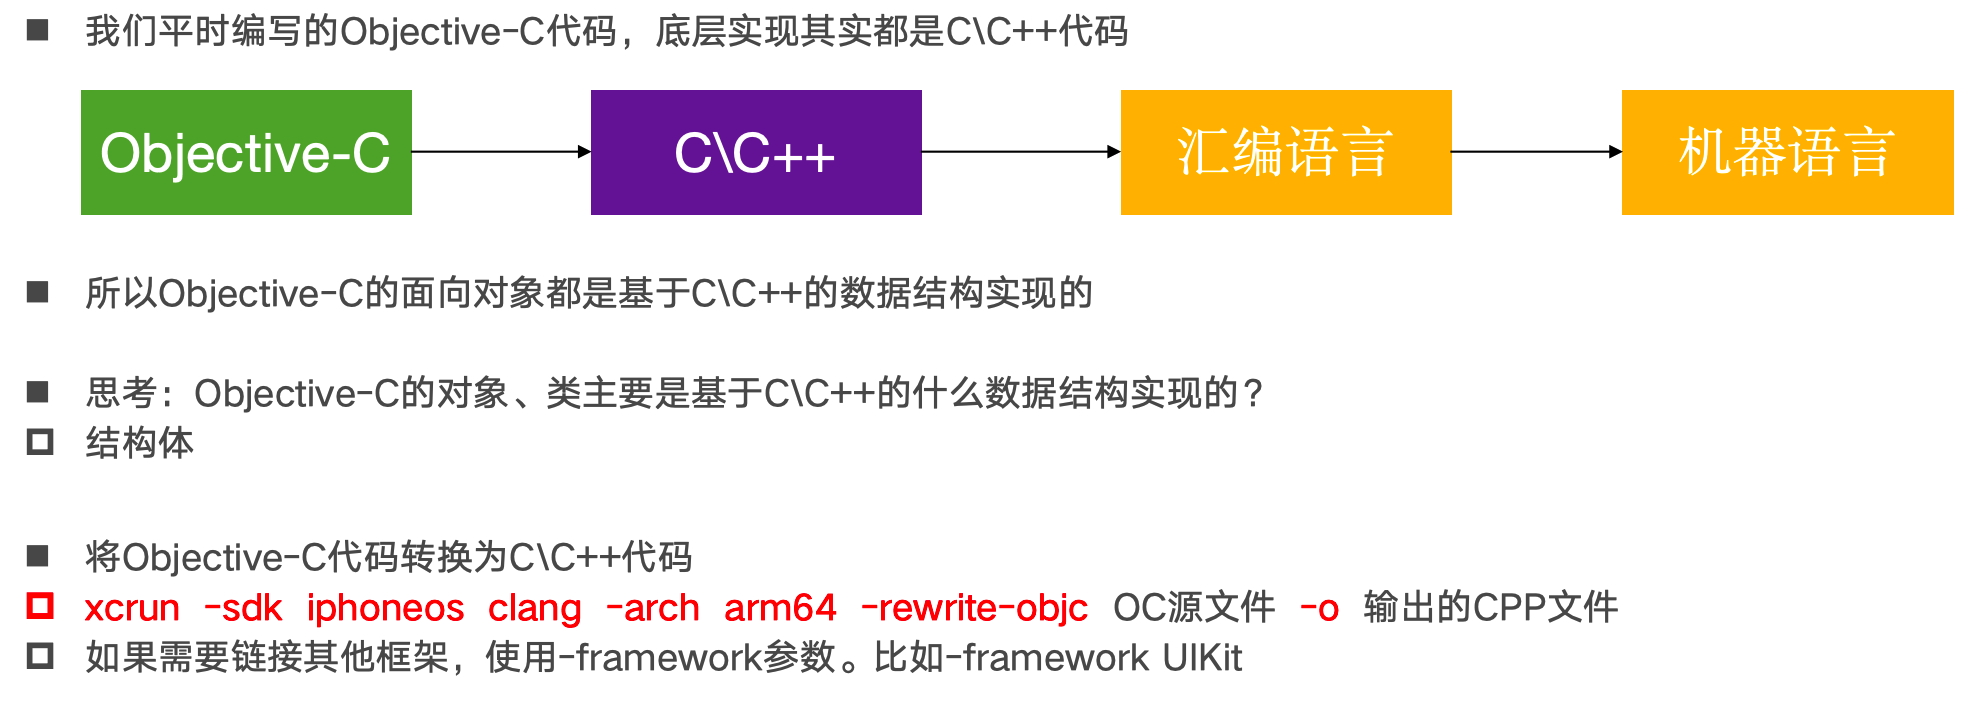 我们平时编写的Objective-C代码，底层实现其实都是C\C++代码
Objective-C
C\C++
汇编语言
机器语言
所以Objective-C的面向对象都是基于C\C++的数据结构实现的
思考：Objective-C的对象、类主要是基于C\C++的什么数据结构实现的？
结构体
将Objective-C代码转换为C\C++代码
xcrun -sdk iphoneos clang -arch arm64 -rewrite-objc OC源文件 -o 输出的CPP文件
如果需要链接其他框架，使用-framework参数。比如-framework UIKit